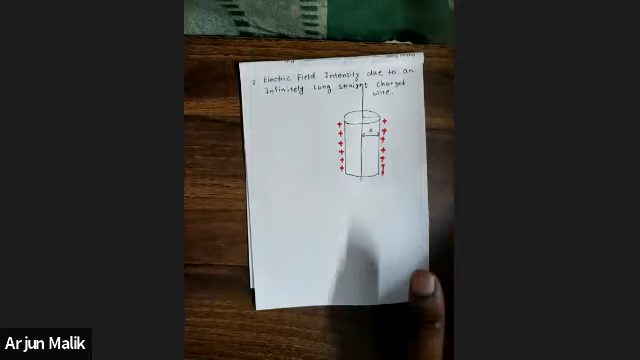 2. Electric Field Intensity due to an
Infinitely Long straight Charged
wire.
Arjun Malik